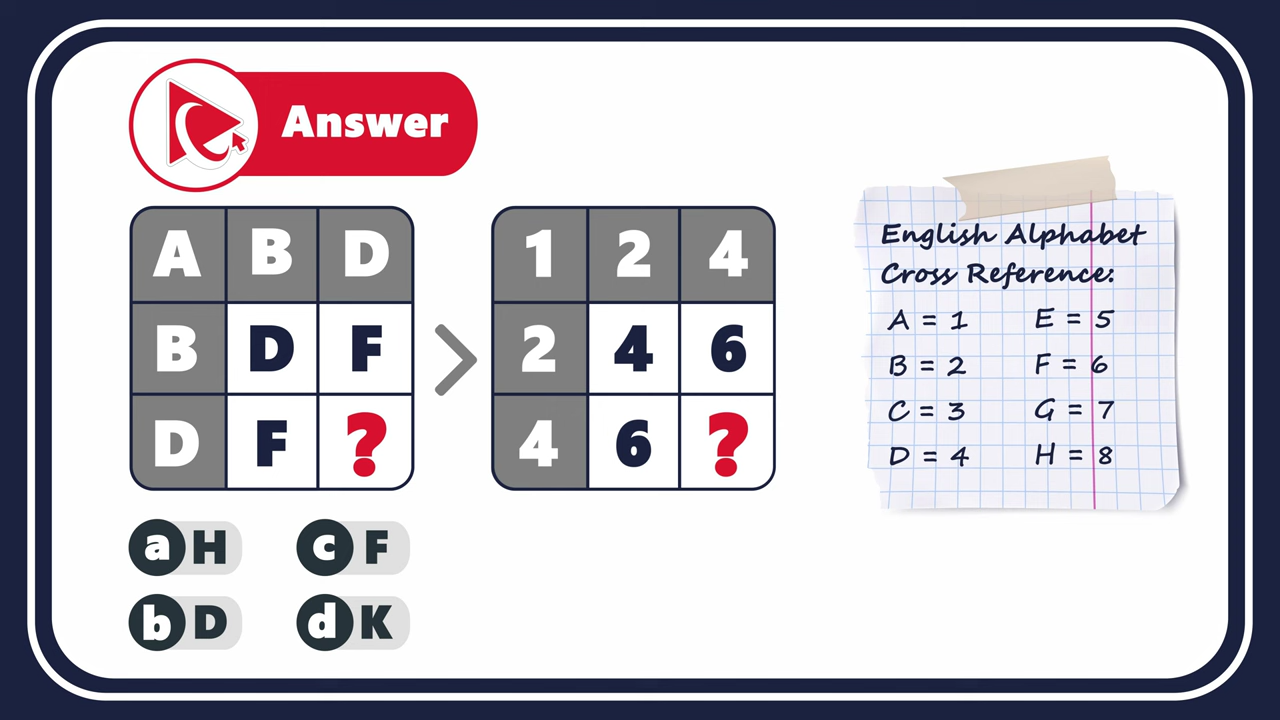 Answer
A B D
B D F
D F ?
>
1 2 4
2 4 6
4 6 ?
a H
c F
b D
d K
English Alphabet
Cross Reference:
A = 1 E = 5
B = 2 F = 6
C = 3 G = 7
D = 4 H = 8